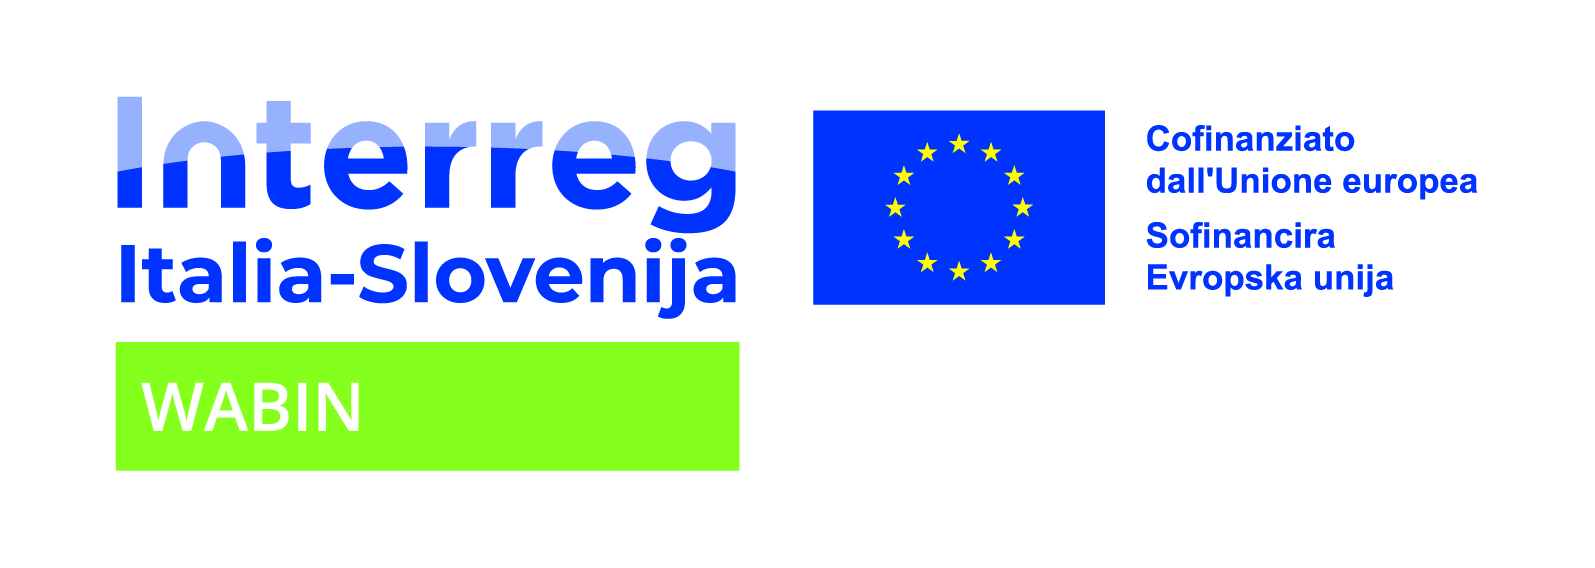 Interreg
Italia-Slovenija
WABIN
Cofinanziato
dall'Unione europea
Sofinancira
Evropska unija